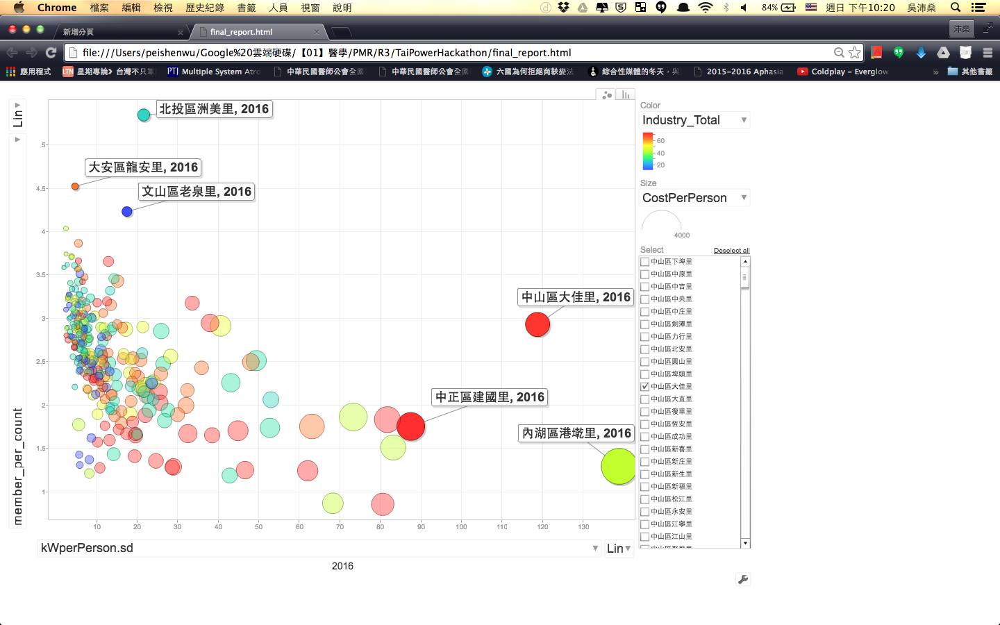 Chrome 檔案 編輯 檢視 歷史紀錄 書籤 人員 視窗 說明 84% 週日 下午10:20 吳沛燊
新增分頁 final_report.html 沛燊
file:///Users/peishenwu/Google%20雲端硬碟/【01】醫學/PMR/R3/TaiPowerHackathon/final_report.html
應用程式 LTN 星期專論》台灣不只軍 PT Multiple System Atro 中華民國醫師公會全國 中華民國醫師公會全國 六國為何拒絕商鞅變法 綜合性媒體的冬天，與 2015-2016 Aphasia Coldplay - Everglow » 其他書籤
Lin
member_per_count
5
4.5
4
3.5
3
2.5
2
1.5
1
北投區洲美里, 2016
大安區龍安里, 2016
文山區老泉里, 2016
中山區大佳里, 2016
中正區建國里, 2016
內湖區港墘里, 2016
10 20 30 40 50 60 70 80 90 100 110 120 130
kWperPerson.sd Lin
2016
Color
Industry_Total
60
40
20
Size
CostPerPerson
4000
Select Deselect all
中山區下埤里
中山區中原里
中山區中吉里
中山區中央里
中山區中庄里
中山區劍潭里
中山區力行里
中山區北安里
中山區圓山里
中山區埤頭里
中山區大佳里
中山區大直里
中山區復華里
中山區恆安里
中山區成功里
中山區新喜里
中山區新庄里
中山區新生里
中山區新福里
中山區松江里
中山區永安里
中山區江寧里
中山區江山里